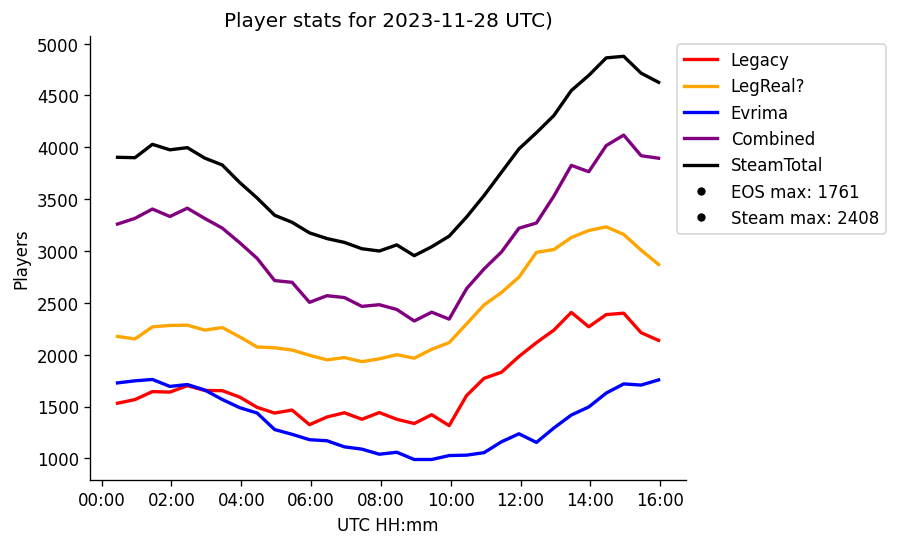 Player stats for 2023-11-28 UTC)
5000
4500
4000
3500
3000
2500
2000
1500
1000
Players
00:00 02:00 04:00 06:00 08:00 10:00 12:00 14:00 16:00
UTC HH:mm
Legacy
LegReal?
Evrima
Combined
SteamTotal
EOS max: 1761
Steam max: 2408